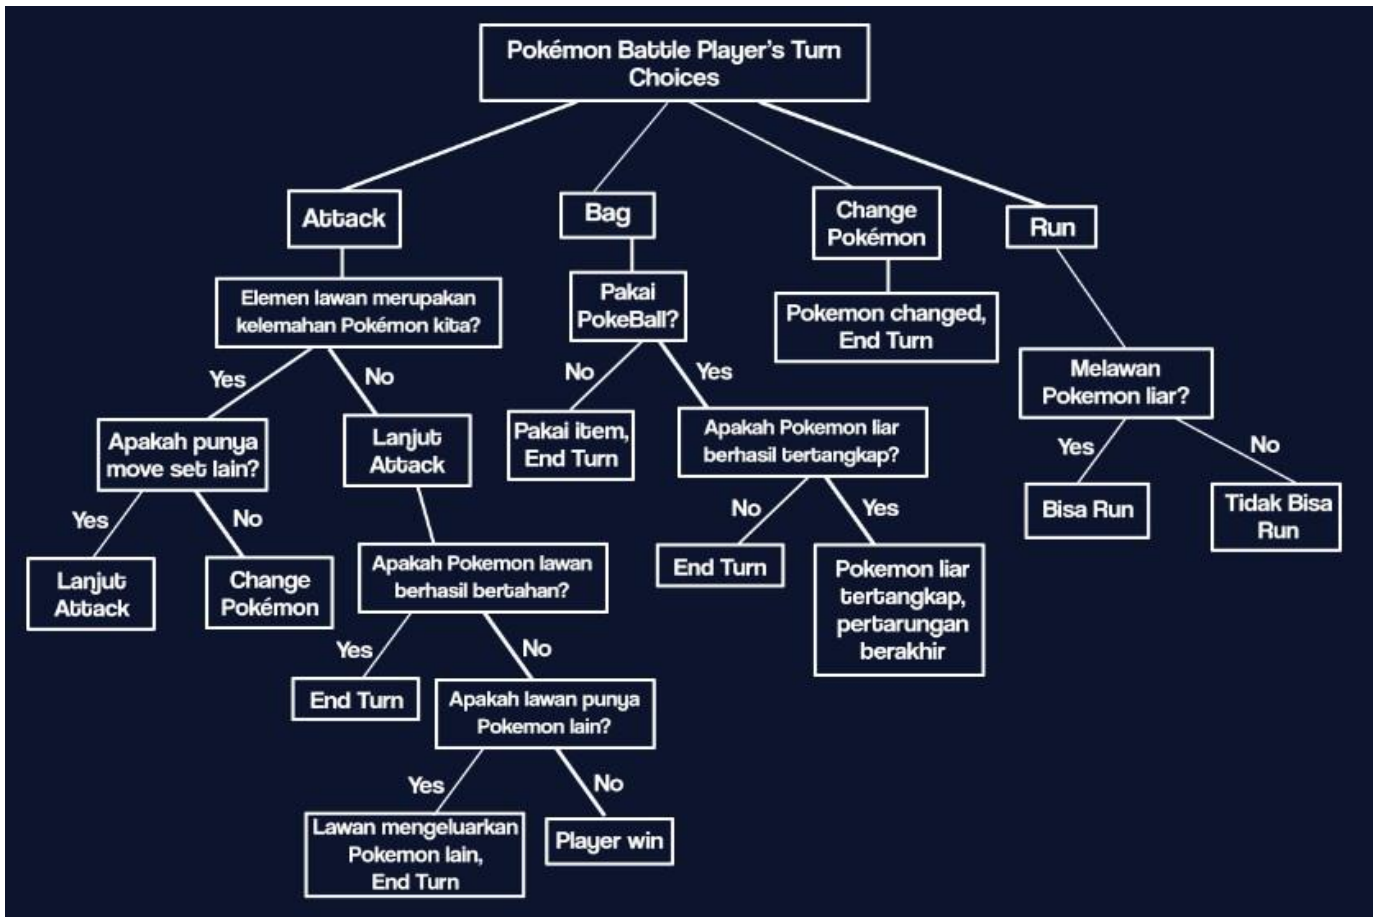 Pokémon Battle Player's Turn
Choices
Attack
Bag
Change
Pokémon
Run
Elemen lawan merupakan
kelemahan Pokémon kita?
Pakai
PokeBall?
Pokemon changed,
End Turn
Melawan
Pokemon liar?
Yes
No
No
Yes
Yes
No
Apakah punya
move set lain?
Lanjut
Attack
Pakai item,
End Turn
Apakah Pokemon liar
berhasil tertangkap?
Bisa Run
Tidak Bisa
Run
Yes
No
No
Yes
Lanjut
Attack
Change
Pokémon
Apakah Pokemon lawan
berhasil bertahan?
End Turn
Pokemon liar
tertangkap,
pertarungan
berakhir
Yes
No
End Turn
Apakah lawan punya
Pokemon lain?
Yes
No
Lawan mengeluarkan
Pokemon lain,
End Turn
Player win